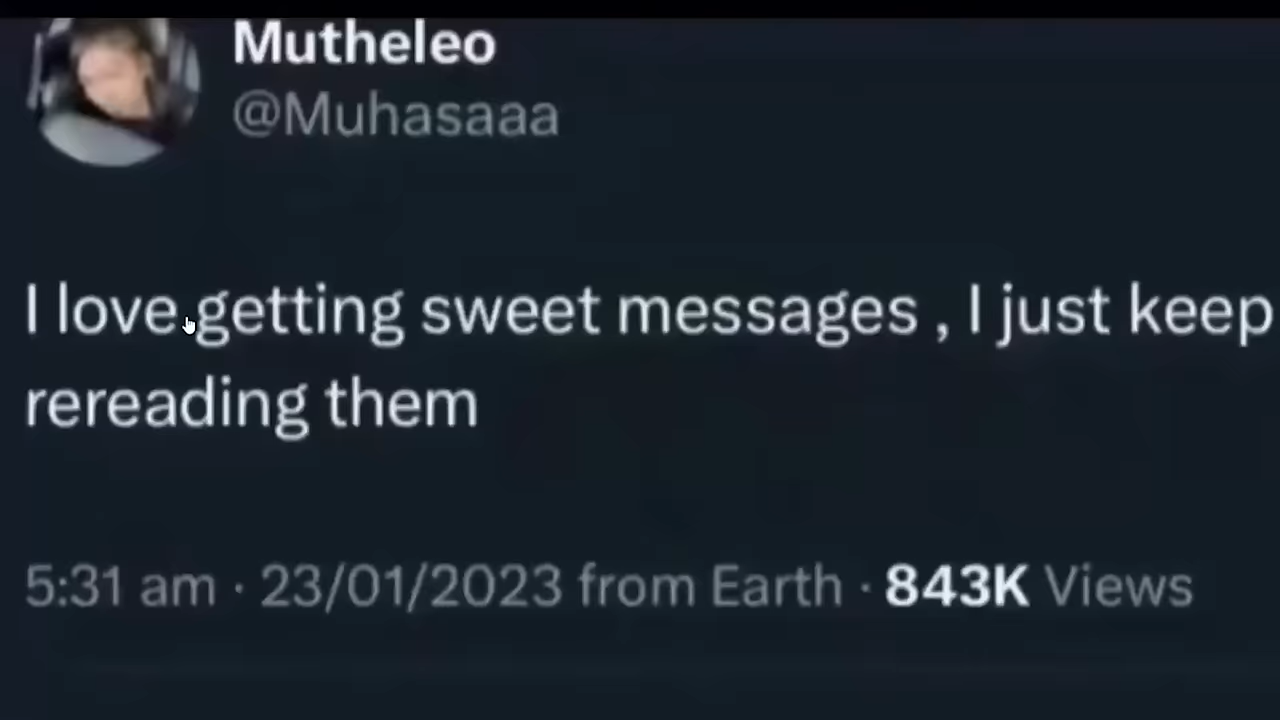 Mutheleo
@Muhasaaa
I love getting sweet messages , I just keep
rereading them
5:31 am · 23/01/2023 from Earth · 843K Views